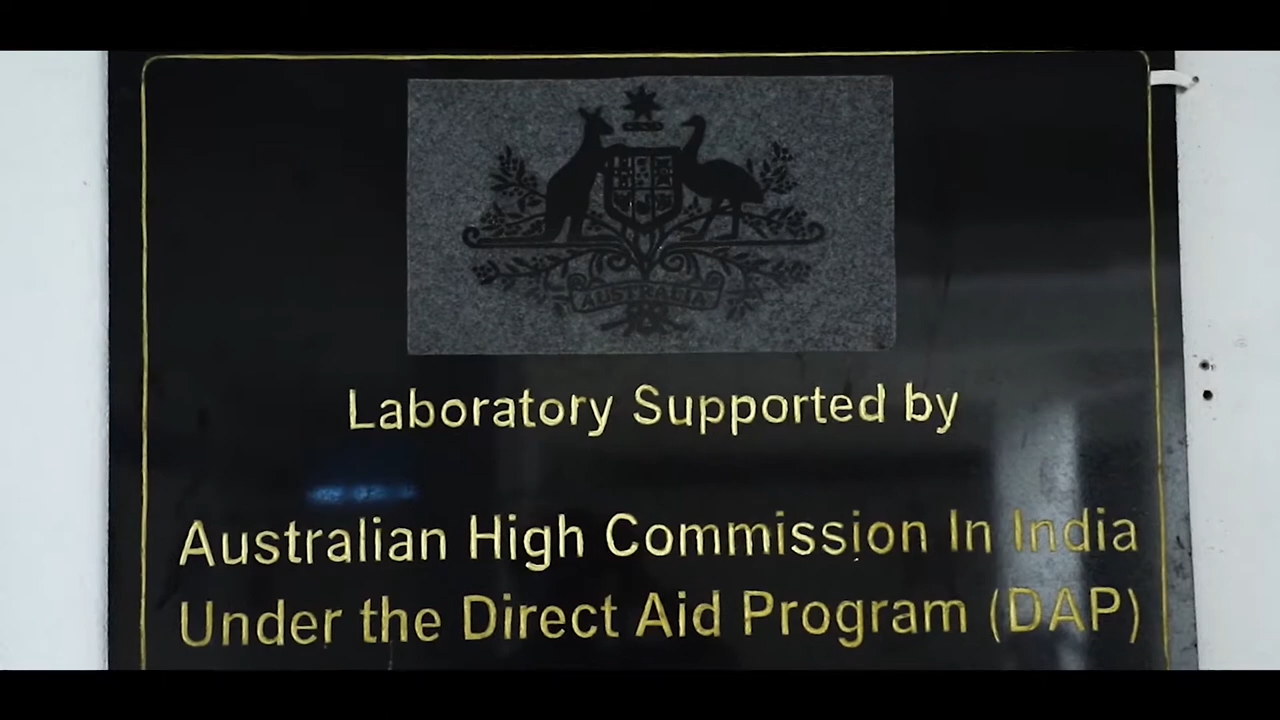 AUSTRALIA
Laboratory Supported by
Australian High Commission In India
Under the Direct Aid Program (DAP)